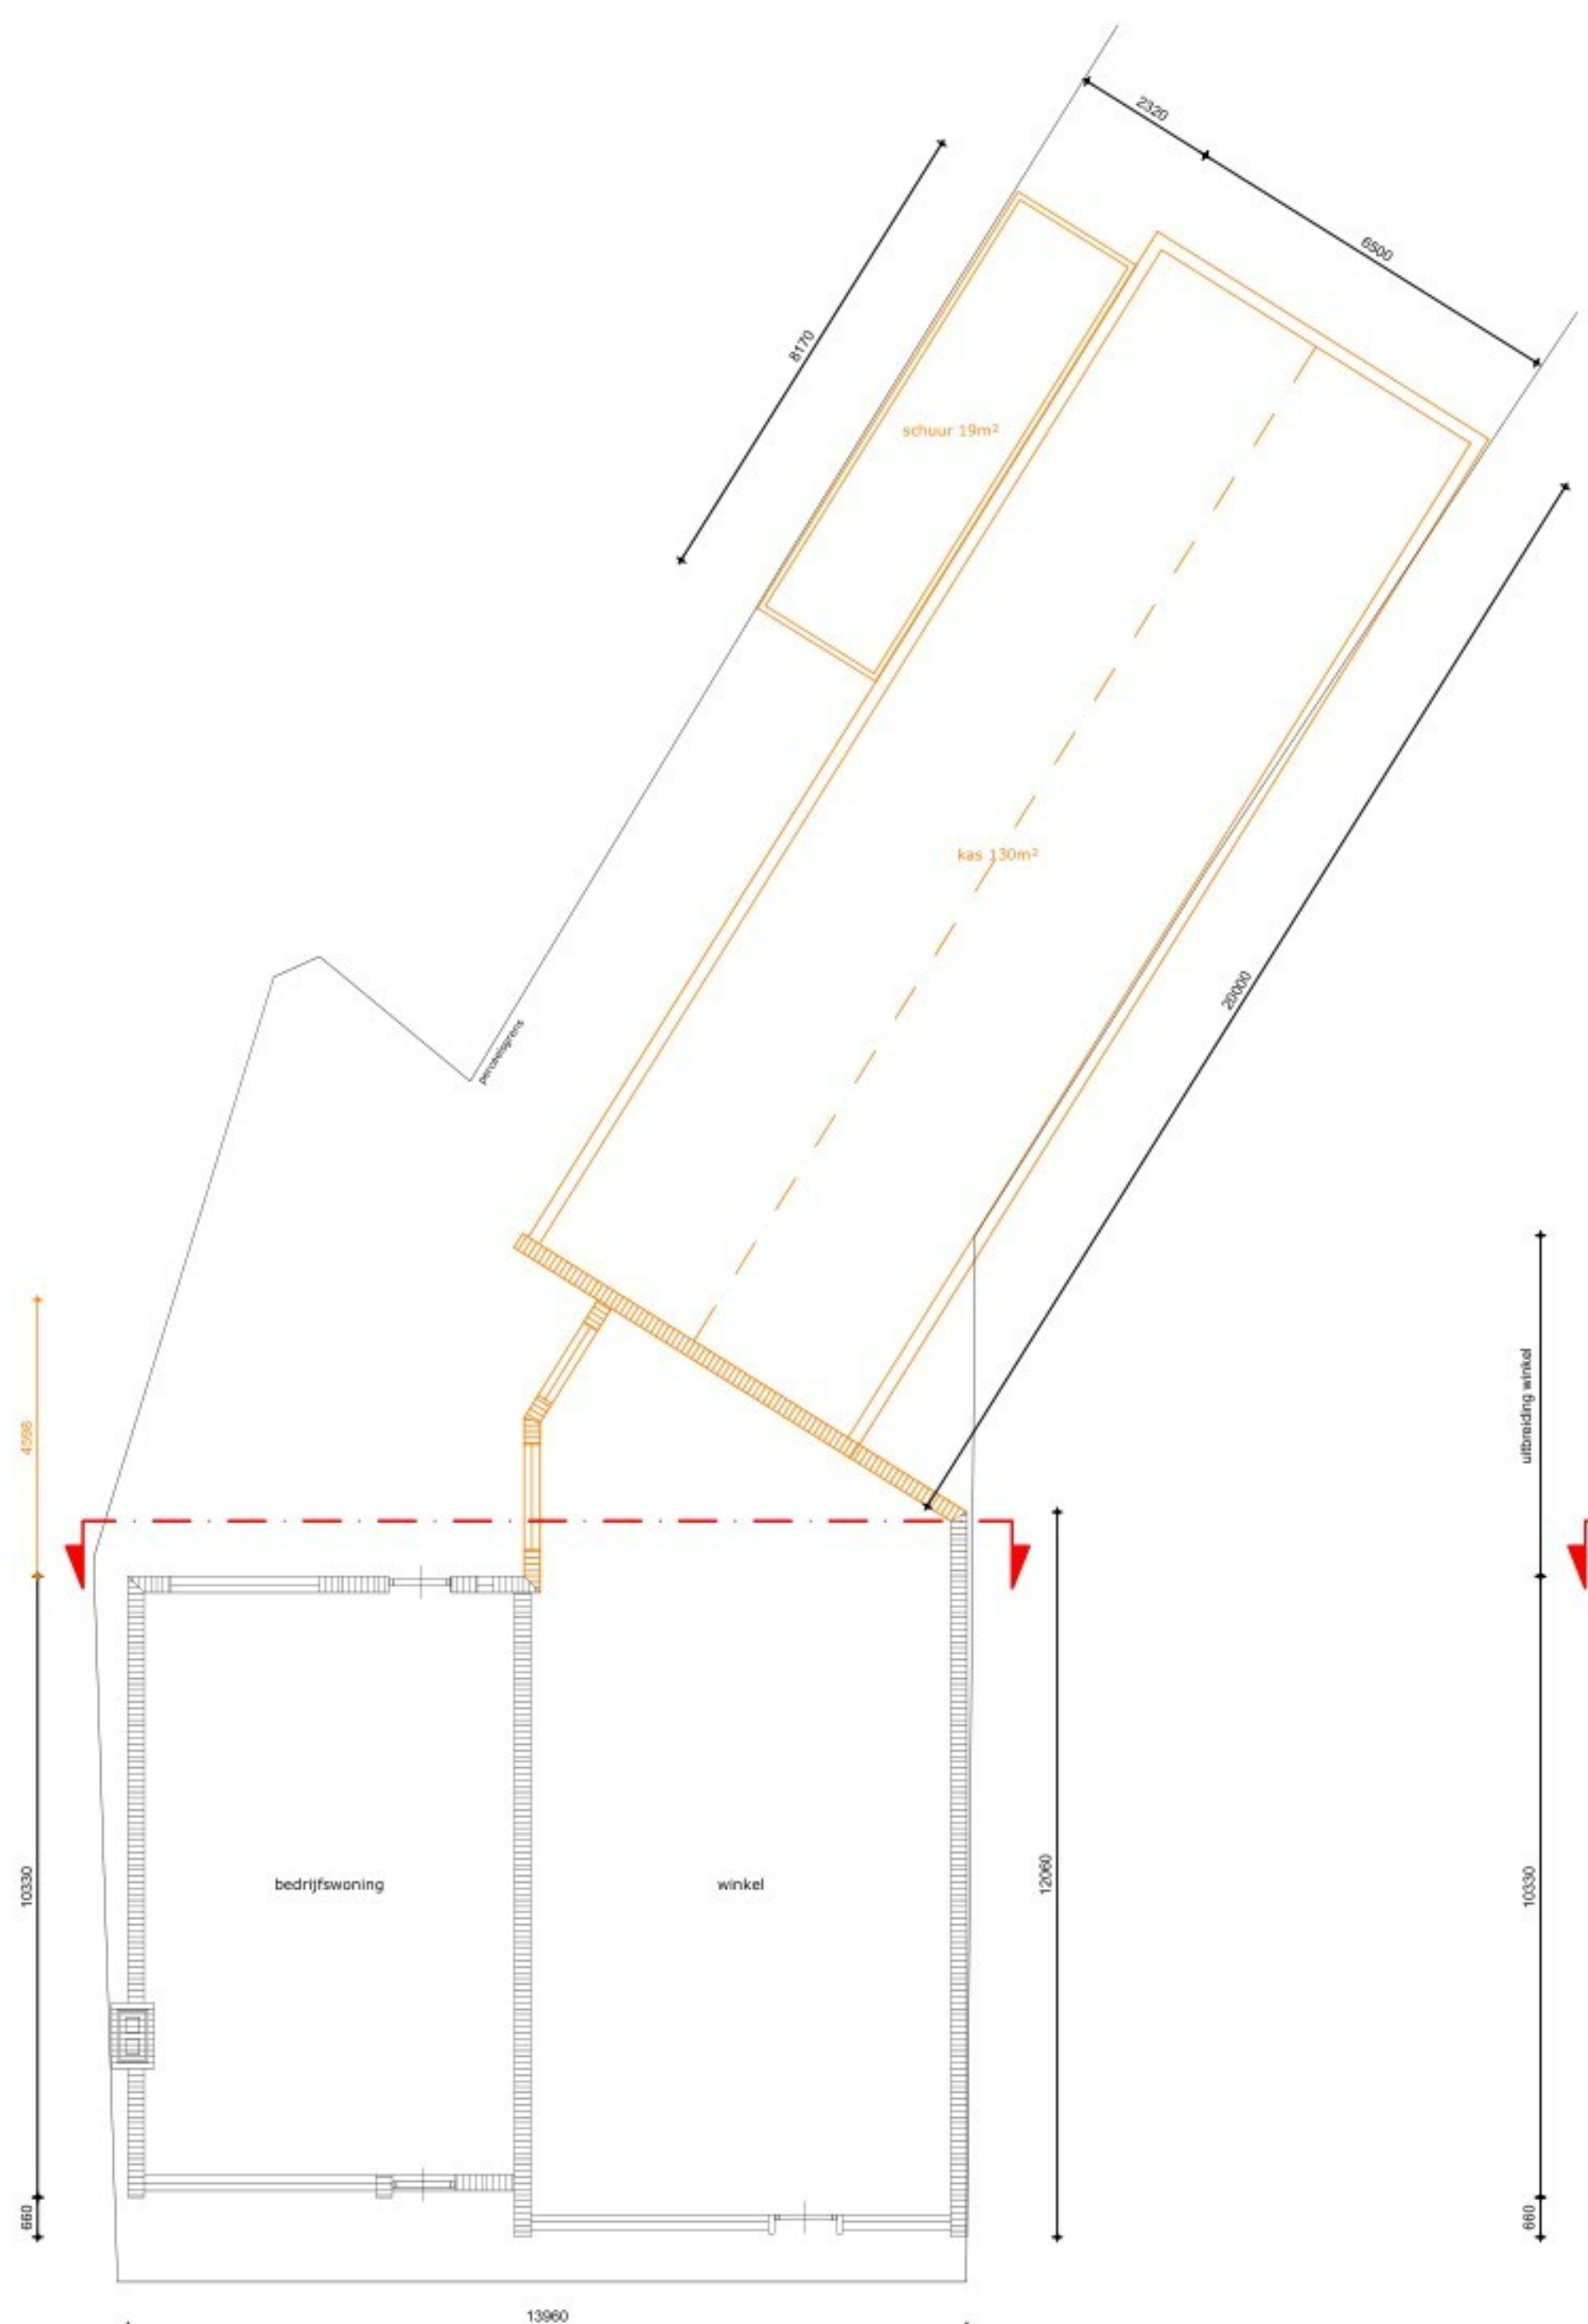 2320
6500
8170
schuur 19m²
kas 130m²
20000
perceelsgrens
uitbreiding winkel
4598
bedrijfswoning
winkel
10330
12060
10330
660
660
13960